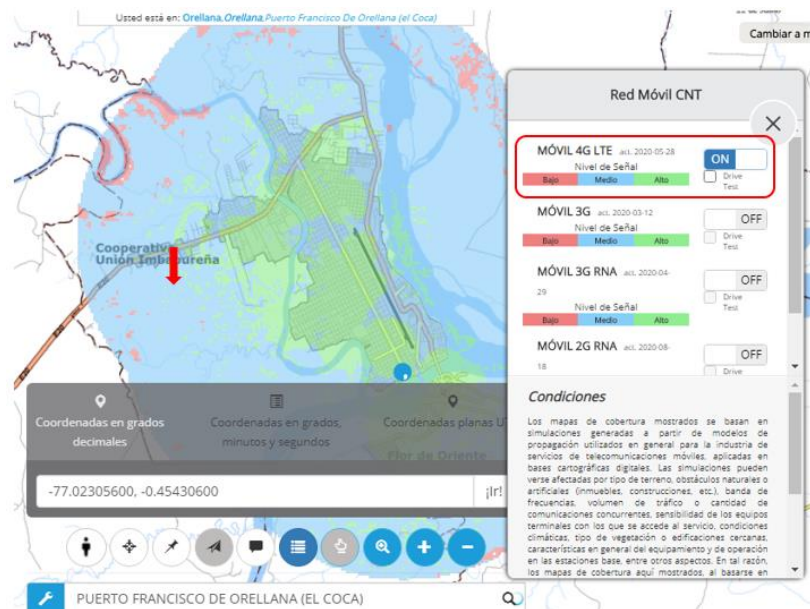 Usted está en: Orellana,Orellana,Puerto Francisco De Orellana (el Coca)
Cambiar a m
Red Móvil CNT
MÓVIL 4G LTE act. 2020-05-28
ON
Nivel de Señal
Bajo Medio Alto
Drive Test
MÓVIL 3G act. 2020-03-12
OFF
Nivel de Señal
Bajo Medio Alto
Drive Test
MÓVIL 3G RNA act. 2020-04-29
OFF
Nivel de Señal
Bajo Medio Alto
Drive Test
MÓVIL 2G RNA act. 2020-08-18
OFF
Drive
Cooperativa
Unión Imbabureña
Coordenadas en grados decimales
Coordenadas en grados, minutos y segundos
Coordenadas planas U
Flor de Oriente
-77.02305600, -0.45430600
¡Ir!
PUERTO FRANCISCO DE ORELLANA (EL COCA)
Condiciones
Los mapas de cobertura mostrados se basan en
simulaciones generadas a partir de modelos de
propagación utilizados en general para la industria de
servicios de telecomunicaciones móviles, aplicadas en
bases cartográficas digitales. Las simulaciones pueden
verse afectadas por tipo de terreno, obstáculos naturales o
artificiales (inmuebles, construcciones, etc.), banda de
frecuencias, volumen de tráfico o cantidad de
comunicaciones concurrentes, sensibilidad de los equipos
terminales con los que se accede al servicio, condiciones
climáticas, tipo de vegetación o edificaciones cercanas,
características en general del equipamiento y de operación
en las estaciones base, entre otros aspectos. En tal razón,
los mapas de cobertura aquí mostrados, al basarse en